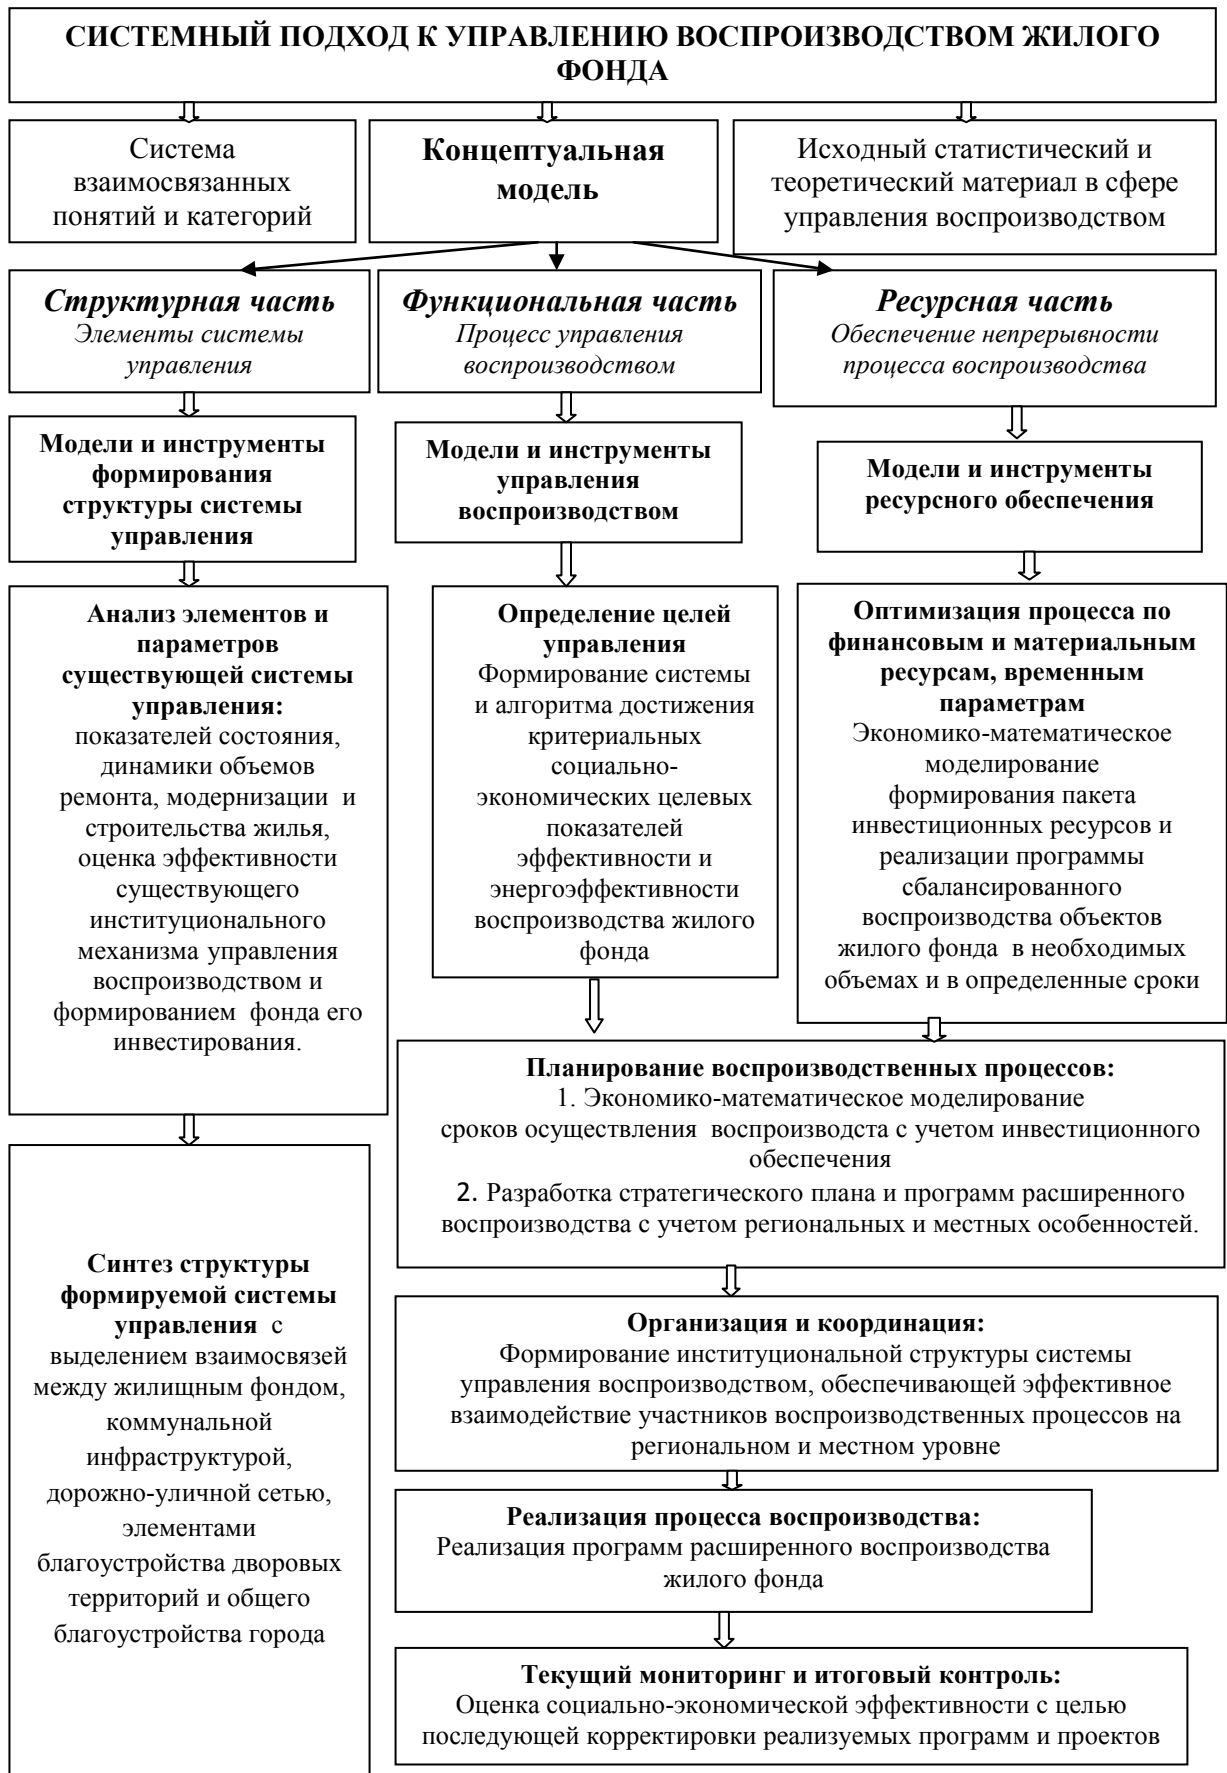 СИСТЕМНЫЙ ПОДХОД К УПРАВЛЕНИЮ ВОСПРОИЗВОДСТВОМ ЖИЛОГО
ФОНДА
Система
взаимосвязанных
понятий и категорий
Концептуальная
модель
Исходный статистический и
теоретический материал в сфере
управления воспроизводством
Структурная часть
Элементы системы
управления
Функциональная часть
Процесс управления
воспроизводством
Ресурсная часть
Обеспечение непрерывности
процесса воспроизводства
Модели и инструменты
формирования
структуры системы
управления
Модели и инструменты
управления
воспроизводством
Модели и инструменты
ресурсного обеспечения
Анализ элементов и
параметров
существующей системы
управления:
показателей состояния,
динамики объемов
ремонта, модернизации и
строительства жилья,
оценка эффективности
существующего
институционального
механизма управления
воспроизводством и
формированием фонда его
инвестирования.
Определение целей
управления
Формирование системы
и алгоритма достижения
критериальных
социально-
экономических целевых
показателей
эффективности и
энергоэффективности
воспроизводства жилого
фонда
Оптимизация процесса по
финансовым и материальным
ресурсам, временным
параметрам
Экономико-математическое
моделирование
формирования пакета
инвестиционных ресурсов и
реализации программы
сбалансированного
воспроизводства объектов
жилого фонда в необходимых
объемах и в определенные сроки
Планирование воспроизводственных процессов:
1. Экономико-математическое моделирование
сроков осуществления воспроизводста с учетом инвестиционного
обеспечения
2. Разработка стратегического плана и программ расширенного
воспроизводства с учетом региональных и местных особенностей.
Синтез структуры
формируемой системы
управления с
выделением взаимосвязей
между жилищным фондом,
коммунальной
инфраструктурой,
дорожно-уличной сетью,
элементами
благоустройства дворовых
территорий и общего
благоустройства города
Организация и координация:
Формирование институциональной структуры системы
управления воспроизводством, обеспечивающей эффективное
взаимодействие участников воспроизводственных процессов на
региональном и местном уровне
Реализация процесса воспроизводства:
Реализация программ расширенного воспроизводства
жилого фонда
Текущий мониторинг и итоговый контроль:
Оценка социально-экономической эффективности с целью
последующей корректировки реализуемых программ и проектов